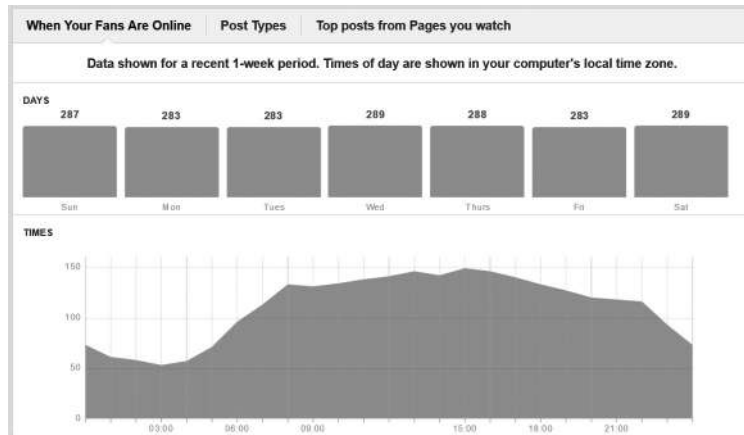 When Your Fans Are Online Post Types Top posts from Pages you watch
Data shown for a recent 1-week period. Times of day are shown in your computer's local time zone.
DAYS
287 283 283 289 288 283 289
Sun Mon Tues Wed Thurs Fri Sat
TIMES
150
100
50
0
03:00 06:00 09:00 15:00 18:00 21:00